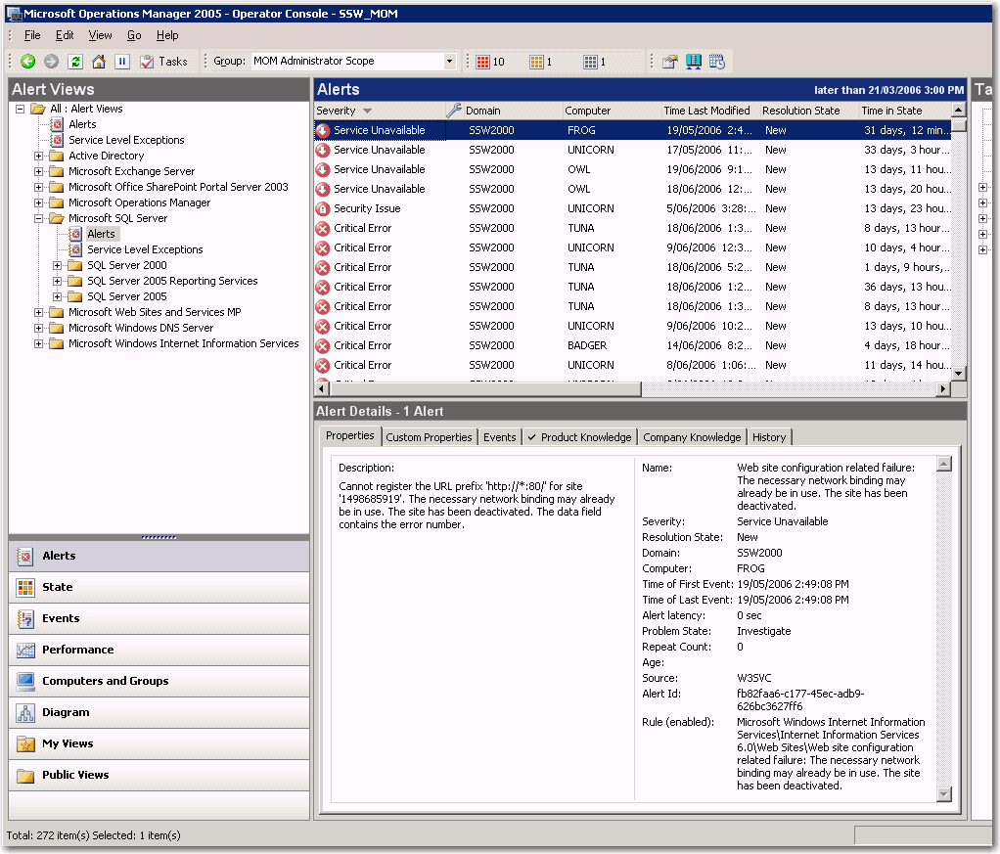 Microsoft Operations Manager 2005 - Operator Console - SSW_MOM
File Edit View Go Help
Tasks Group: MOM Administrator Scope 10 1 1
Alert Views
All : Alert Views
Alerts
Service Level Exceptions
Active Directory
Microsoft Exchange Server
Microsoft Office SharePoint Portal Server 2003
Microsoft Operations Manager
Microsoft SQL Server
Alerts
Service Level Exceptions
SQL Server 2000
SQL Server 2005 Reporting Services
SQL Server 2005
Microsoft Web Sites and Services MP
Microsoft Windows DNS Server
Microsoft Windows Internet Information Services
Alerts
State
Events
Performance
Computers and Groups
Diagram
My Views
Public Views
Alerts later than 21/03/2006 3:00 PM
Severity Domain Computer Time Last Modified Resolution State Time in State
Service Unavailable SSW2000 FROG 19/05/2006 2:4... New 31 days, 12 min...
Service Unavailable SSW2000 UNICORN 17/05/2006 11:... New 33 days, 3 hour...
Service Unavailable SSW2000 OWL 19/06/2006 9:1... New 13 days, 11 hou...
Service Unavailable SSW2000 OWL 18/06/2006 12:... New 13 days, 20 hou...
Security Issue SSW2000 UNICORN 5/06/2006 3:28:... New 13 days, 23 hou...
Critical Error SSW2000 TUNA 18/06/2006 1:3... New 8 days, 13 hour...
Critical Error SSW2000 UNICORN 9/06/2006 12:3... New 10 days, 4 hour...
Critical Error SSW2000 TUNA 18/06/2006 5:2... New 1 days, 9 hours,...
Critical Error SSW2000 TUNA 18/06/2006 1:2... New 36 days, 13 hou...
Critical Error SSW2000 TUNA 18/06/2006 1:3... New 8 days, 13 hour...
Critical Error SSW2000 UNICORN 9/06/2006 10:2... New 13 days, 10 hou...
Critical Error SSW2000 BADGER 14/06/2006 8:2... New 4 days, 18 hour...
Critical Error SSW2000 UNICORN 8/06/2006 1:06:... New 11 days, 14 hou...
Ta
Alert Details - 1 Alert
Properties Custom Properties Events Product Knowledge Company Knowledge History
Description:
Cannot register the URL prefix 'http://*:80/' for site
'1498685919'. The necessary network binding may already
be in use. The site has been deactivated. The data field
contains the error number.
Name: Web site configuration related failure:
The necessary network binding may
already be in use. The site has been
deactivated.
Severity: Service Unavailable
Resolution State: New
Domain: SSW2000
Computer: FROG
Time of First Event: 19/05/2006 2:49:08 PM
Time of Last Event: 19/05/2006 2:49:08 PM
Alert latency: 0 sec
Problem State: Investigate
Repeat Count: 0
Age:
Source: W3SVC
Alert Id: fb82faa6-c177-45ec-adb9-
626bc3627ff6
Rule (enabled): Microsoft Windows Internet Information
Services\Internet Information Services
6.0\Web Sites\Web site configuration
related failure: The necessary network
binding may already be in use. The site
has been deactivated.
Total: 272 item(s) Selected: 1 item(s)